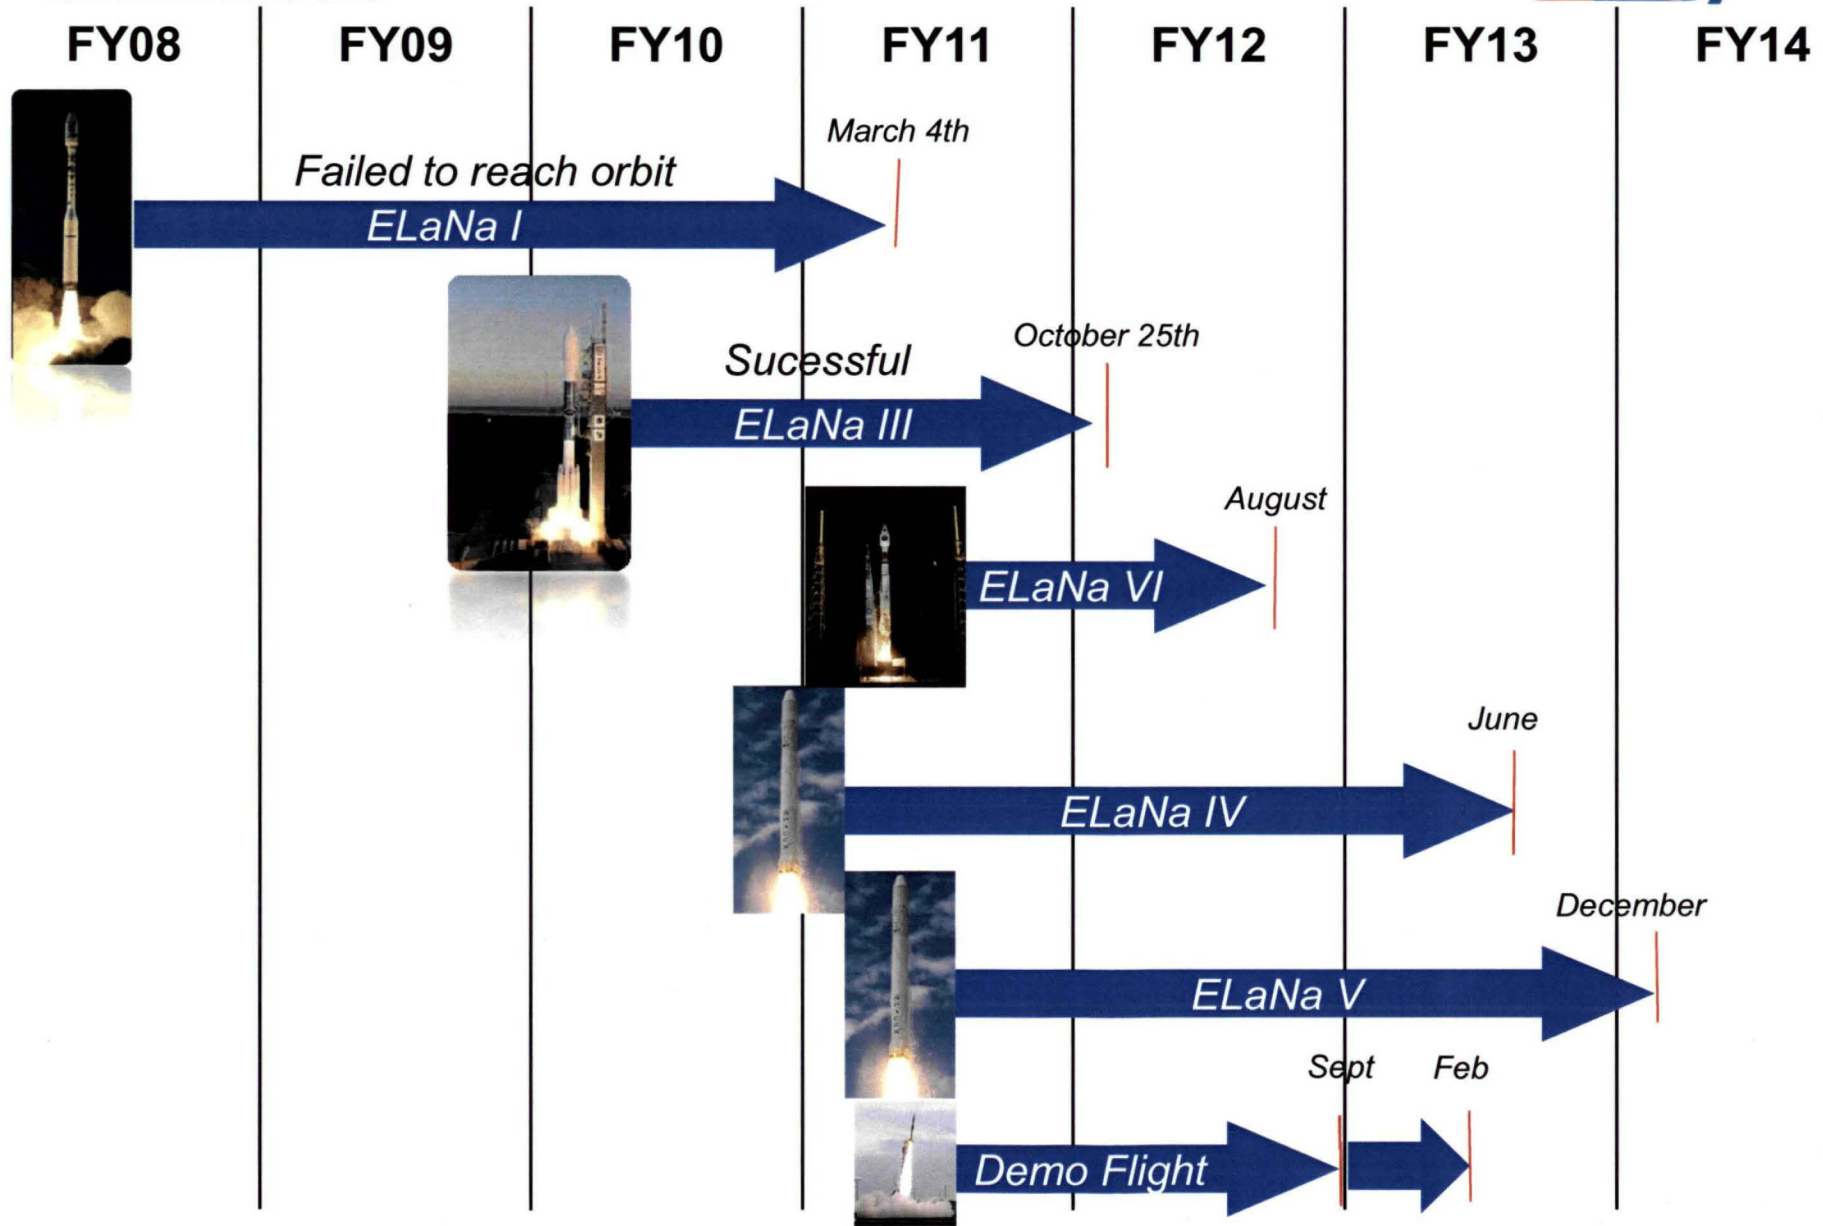 FY08 FY09 FY10 FY11 FY12 FY13 FY14
March 4th
Failed to reach orbit
ELaNa I
October 25th
Sucessful
ELaNa III
August
ELaNa VI
June
ELaNa IV
December
ELaNa V
Sept Feb
Demo Flight